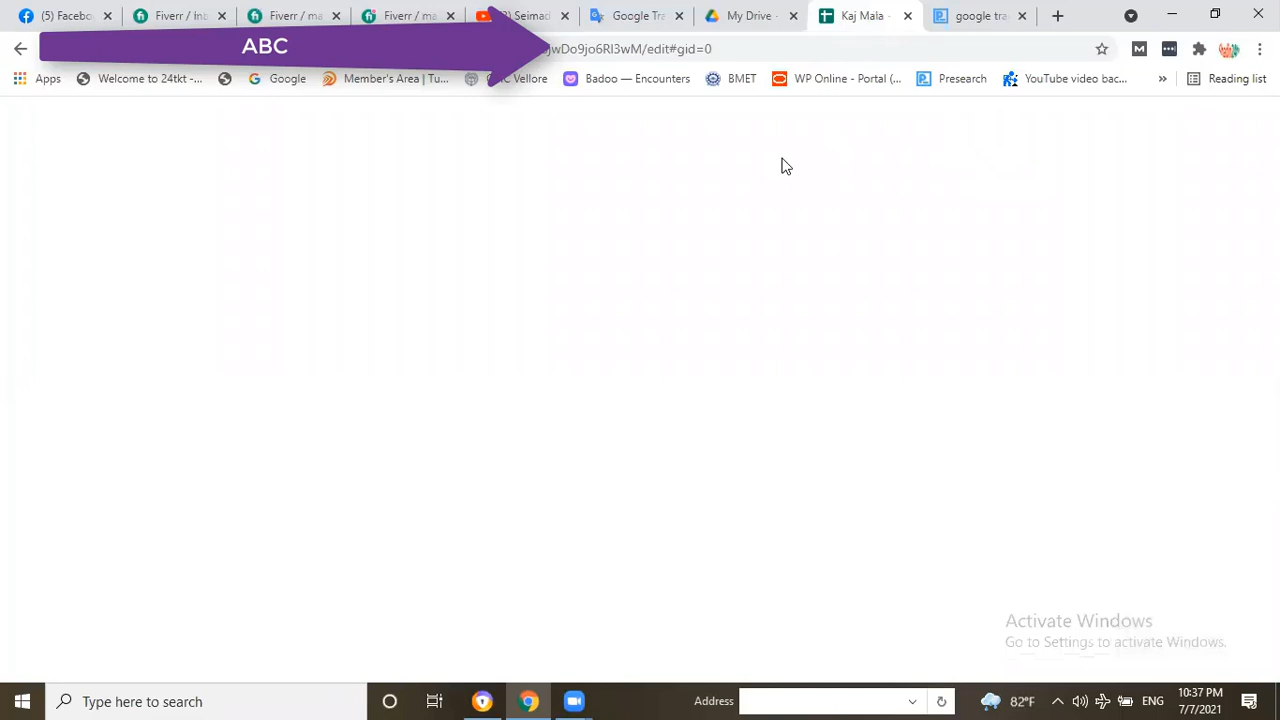 (5) Faceboo
Fiverr / inb
Fiverr / ma
Fiverr / ma
Seimad
Google Tra
My Drive -
Kaj Mala -
google tra
ABC
jwDo9jo6Rl3wM/edit#gid=0
Apps
Welcome to 24tkt -...
Google
Member's Area | Tu...
Vellore
Badoo — Encounters
BMET
WP Online - Portal (...
Presearch
YouTube video bac...
»
Reading list
Activate Windows
Go to Settings to activate Windows.
Type here to search
Address
82°F
ENG
10:37 PM
7/7/2021